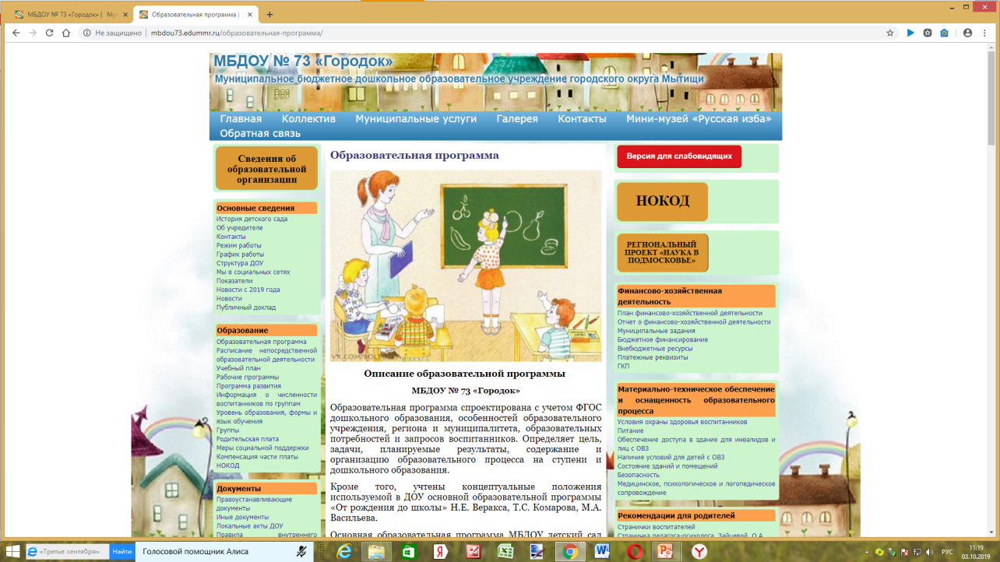 МБДОУ № 73 «Городок» | Му
Образовательная программа |
Не защищено
mbdou73.edummr.ru/образовательная-программа/
МБДОУ № 73 «Городок»
Муниципальное бюджетное дошкольное образовательное учреждение городского округа Мытищи
Главная Коллектив Муниципальные услуги Галерея Контакты Мини-музей «Русская изба»
Обратная связь
Сведения об
образовательной
организации
Основные сведения
История детского сада
Об учредителе
Контакты
Режим работы
График работы
Структура ДОУ
Мы в социальных сетях
Показатели
Новости с 2019 года
Новости
Публичный доклад
Образование
Образовательная программа
Расписание непосредственной
образовательной деятельности
Учебный план
Рабочие программы
Программа развития
Информация о численности
воспитанников по группам
Уровень образования, формы и
язык обучения
Группы
Родительская плата
Меры социальной поддержки
Компенсация части платы
НОКОД
Документы
Правоустанавливающие
документы
Иные документы
Локальные акты ДОУ
Правила внутреннего
Образовательная программа
Описание образовательной программы
МБДОУ № 73 «Городок»
Образовательная программа спроектирована с учетом ФГОС
дошкольного образования, особенностей образовательного
учреждения, региона и муниципалитета, образовательных
потребностей и запросов воспитанников. Определяет цель,
задачи, планируемые результаты, содержание и
организацию образовательного процесса на ступени и
дошкольного образования.
Кроме того, учтены концептуальные положения
используемой в ДОУ основной образовательной программы
«От рождения до школы» Н.Е. Веракса, Т.С. Комарова, М.А.
Васильева.
Основная образовательная программа МБДОУ детский сад
Версия для слабовидящих
НОКОД
РЕГИОНАЛЬНЫЙ
ПРОЕКТ «НАУКА В
ПОДМОСКОВЬЕ»
Финансово-хозяйственная
деятельность
План финансово-хозяйственной деятельности
Отчет о финансово-хозяйственной деятельности
Муниципальные задания
Бюджетное финансирование
Внебюджетные ресурсы
Платежные реквизиты
ГКП
Материально-техническое обеспечение
и оснащенность образовательного
процесса
Условия охраны здоровья воспитанников
Питание
Обеспечение доступа в здание для инвалидов и
лиц с ОВЗ
Наличие условий для детей с ОВЗ
Состояние зданий и помещений
Безопасность
Медицинское, психологическое и логопедическое
сопровождение
Рекомендации для родителей
Странички воспитателей
Страничка педагога-психолога Зайцевой О.А.
«Третье сентября» Найти
Голосовой помощник Алиса
РУС
11:19
03.10.2019